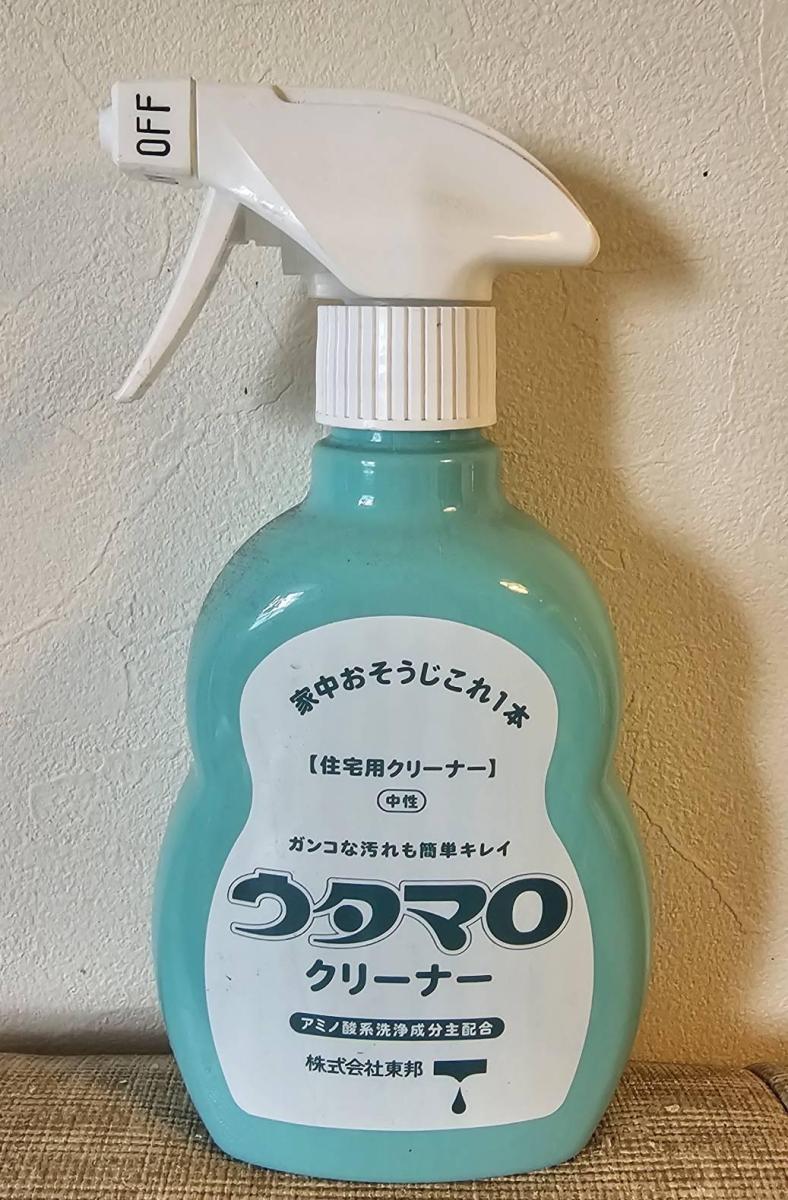 OFF
家中おそうじこれ1本
【住宅用クリーナー】
中性
ガンコな汚れも簡単キレイ
ウタマロ
クリーナー
アミノ酸系洗浄成分主配合
株式会社東邦